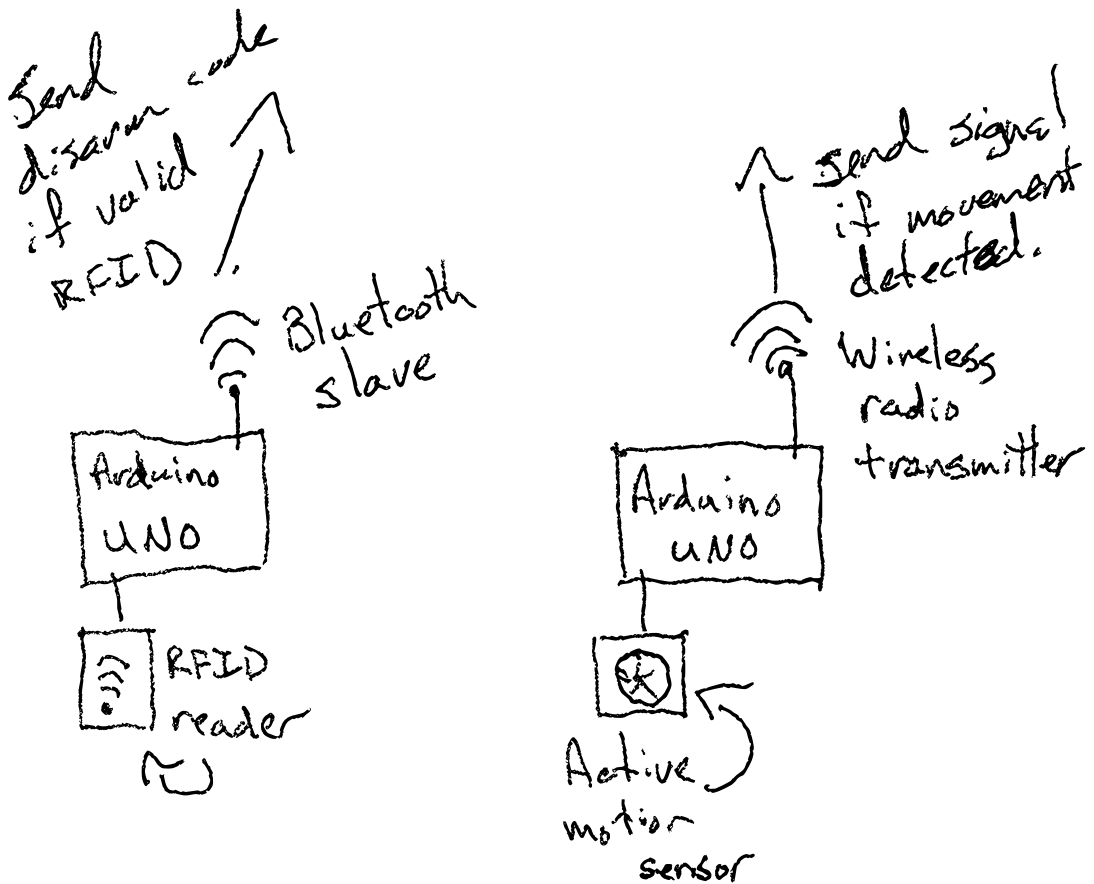 Send
disarm code
if valid
RFID
Bluetooth
slave
Arduino
UNO
RFID
reader
Send signal
if movement
detected.
Wireless
radio
transmitter
Arduino
UNO
Active
motion
sensor